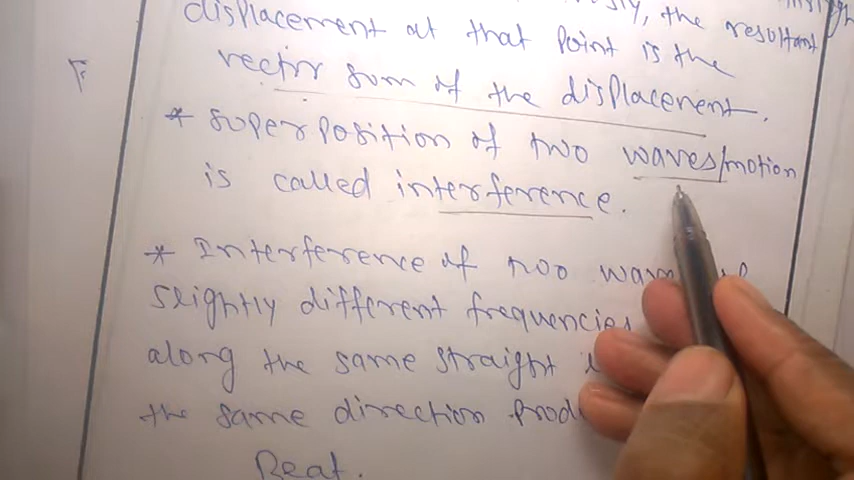 the resultant
displacement at that point is the
vector sum of the displacement.
* superposition of two waves/motion
is called interference.
* Interference of two
slightly different frequencies
along the same straight
the same direction
Beat.